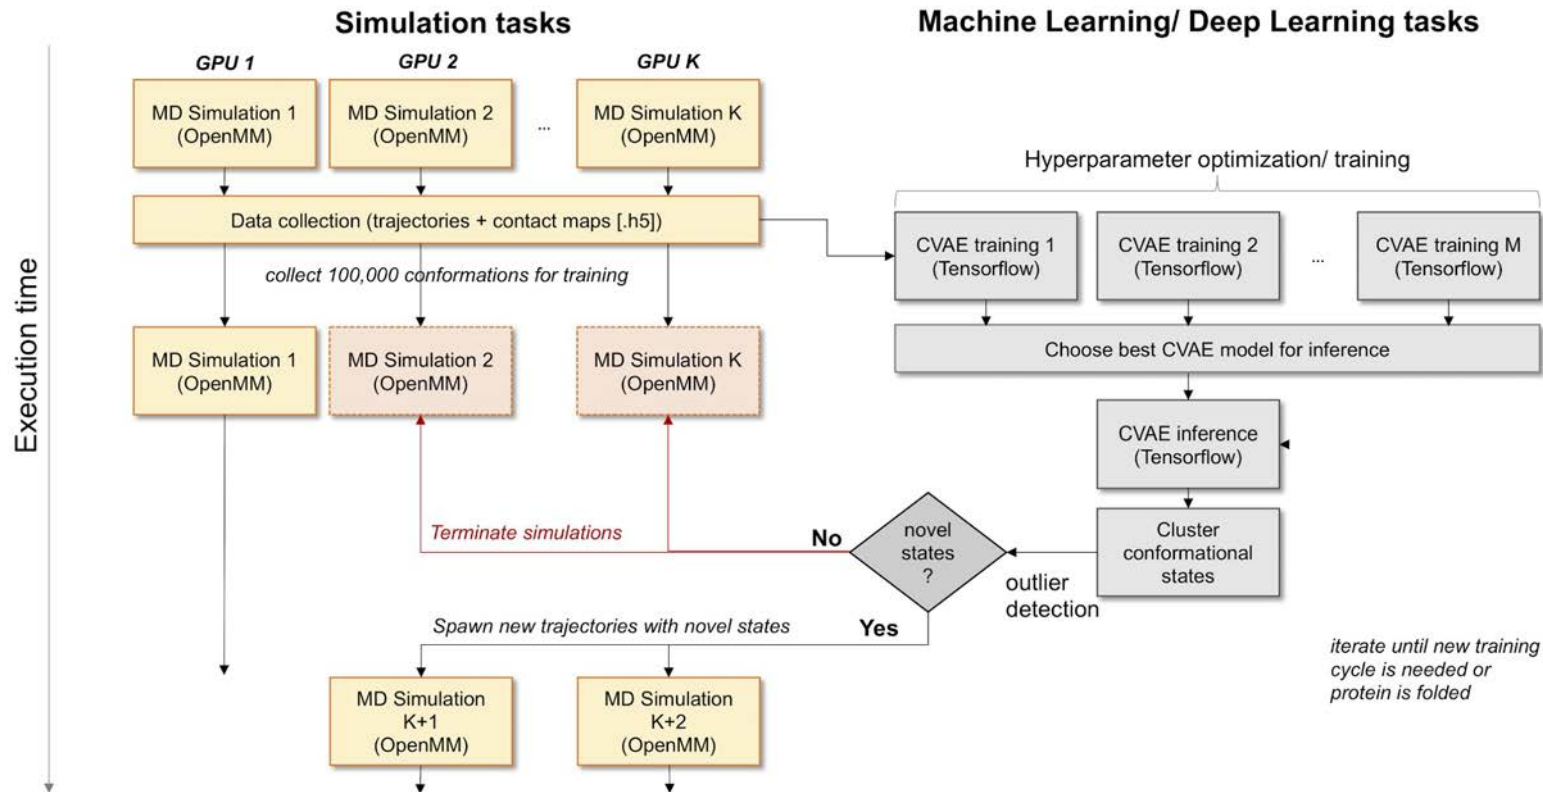 Simulation tasks
Machine Learning/ Deep Learning tasks
GPU 1
GPU 2
GPU K
MD Simulation 1
(OpenMM)
MD Simulation 2
(OpenMM)
...
MD Simulation K
(OpenMM)
Hyperparameter optimization/ training
Data collection (trajectories + contact maps [.h5])
CVAE training 1
(Tensorflow)
CVAE training 2
(Tensorflow)
...
CVAE training M
(Tensorflow)
collect 100,000 conformations for training
Execution time
MD Simulation 1
(OpenMM)
MD Simulation 2
(OpenMM)
MD Simulation K
(OpenMM)
Choose best CVAE model for inference
CVAE inference
(Tensorflow)
Terminate simulations
No
novel
states
?
outlier
detection
Cluster
conformational
states
Spawn new trajectories with novel states
Yes
iterate until new training
cycle is needed or
protein is folded
MD Simulation
K+1
(OpenMM)
MD Simulation
K+2
(OpenMM)